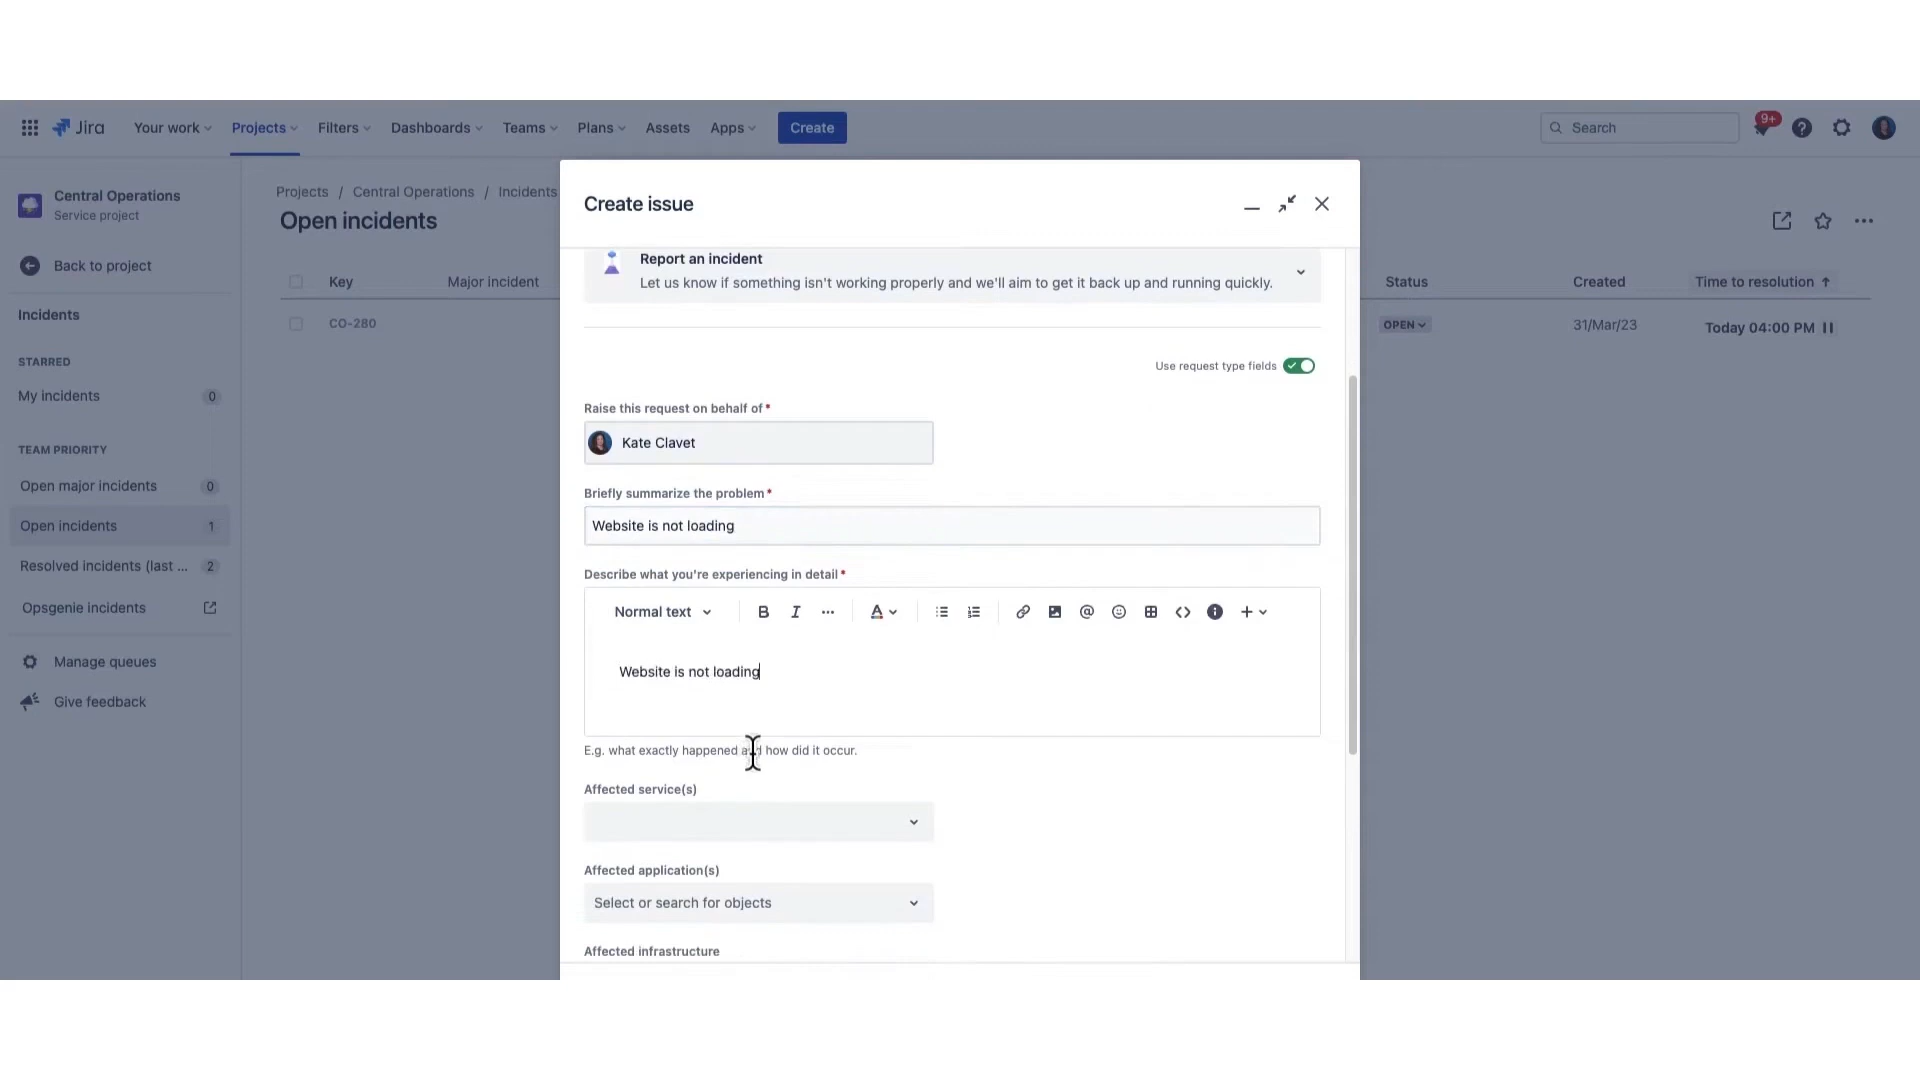 Jira Your work Projects Filters Dashboards Teams Plans Assets Apps Create Search 9+
Central Operations
Service project
Back to project
Incidents
STARRED
My incidents 0
TEAM PRIORITY
Open major incidents 0
Open incidents 1
Resolved incidents (last ... 2
Opsgenie incidents
Manage queues
Give feedback
Projects / Central Operations / Incidents
Open incidents
Key Major incident Status Created Time to resolution
CO-280 OPEN 31/Mar/23 Today 04:00 PM
Create issue
Report an incident
Let us know if something isn't working properly and we'll aim to get it back up and running quickly.
Use request type fields
Raise this request on behalf of *
Kate Clavet
Briefly summarize the problem *
Website is not loading
Describe what you're experiencing in detail *
Normal text B I ... A @ +
Website is not loading
E.g. what exactly happened and how did it occur.
Affected service(s)
Affected application(s)
Select or search for objects
Affected infrastructure